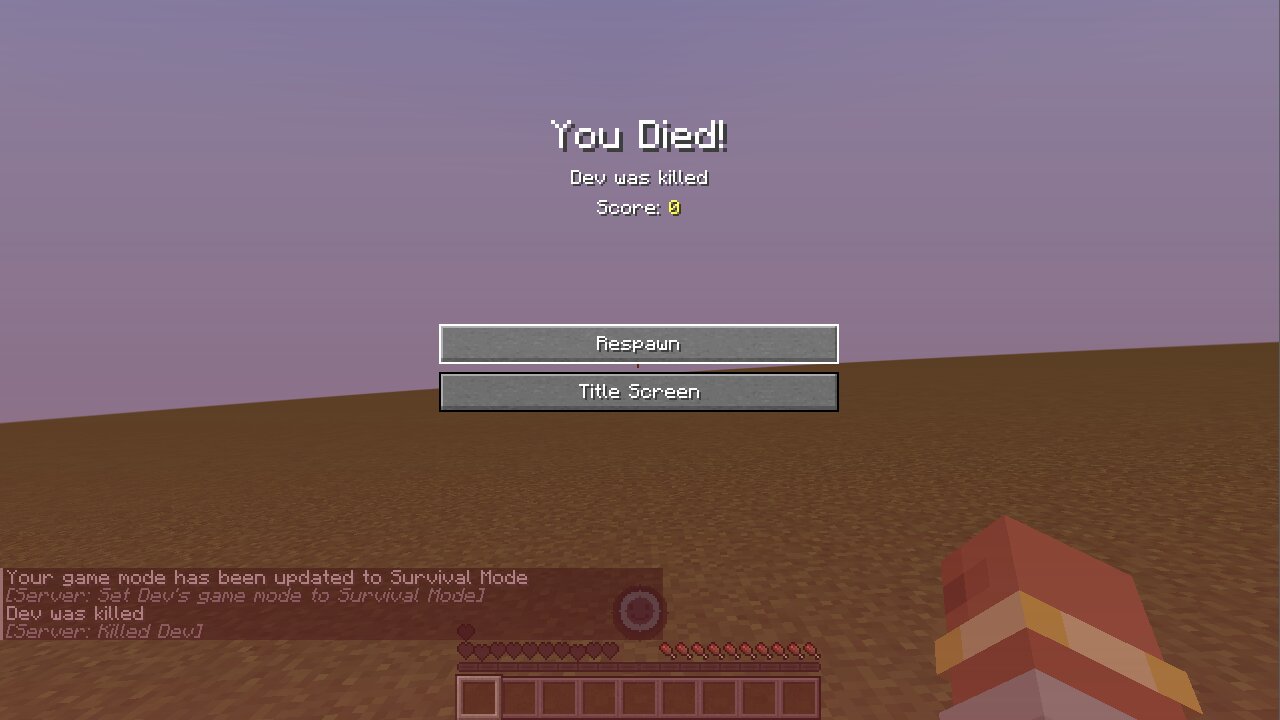 You Died!
Dev was killed
Score: 0
Respawn
Title Screen
Your game mode has been updated to Survival Mode
[Server: Set Dev's game mode to Survival Mode]
Dev was killed
[Server: Killed Dev]